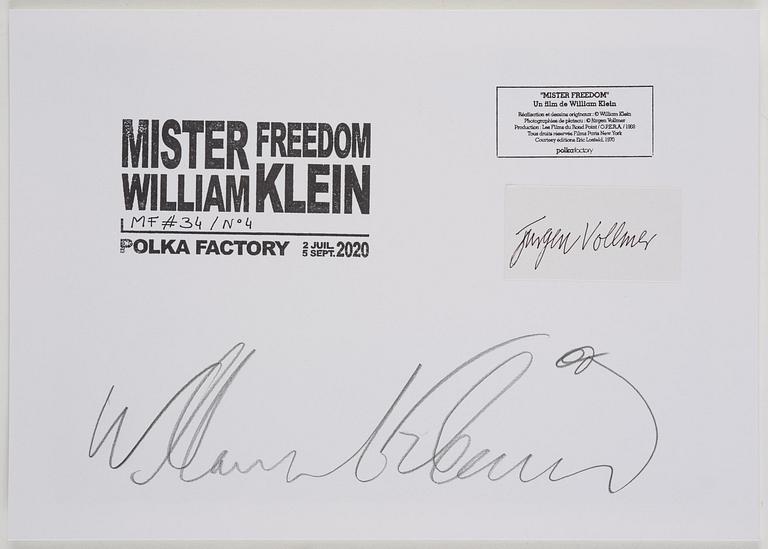 MISTER FREEDOM
WILLIAM KLEIN
MF #34 / N°4
POLKA FACTORY 2 JUIL. 5 SEPT. 2020
"MISTER FREEDOM"
Un film de William Klein
Réalisation et dessins originaux : © William Klein
Photographies de plateau : © Jürgen Vollmer
Production : Les Films du Rond Point / O.P.E.R.A. / 1968
Tous droits réservés Films Paris New York
Courtesy éditions Eric Losfeld, 1970
polkafactory
Jurgen Vollmer
William Klein